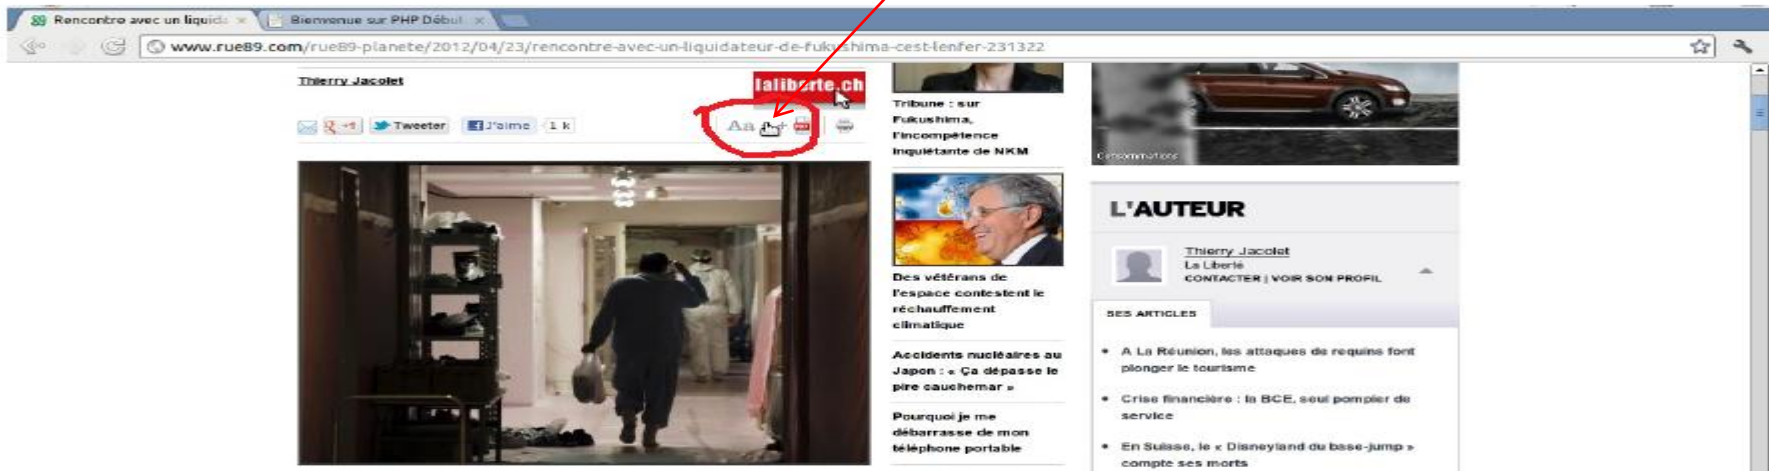 Rencontre avec un liquida
Bienvenue sur PHP Début
www.rue89.com/rue89-planete/2012/04/23/rencontre-avec-un-liquidateur-de-fukushima-cest-lenfer-231322
Thierry Jacolet
laliberte.ch
+1
Tweeter
J'aime
1 k
Aa
Tribune : sur
Fukushima,
l'incompétence
inquiétante de NKM
Des vétérans de
l'espace contestent le
réchauffement
climatique
Accidents nucléaires au
Japon : « Ça dépasse le
pire cauchemar »
Pourquoi je me
débarrasse de mon
téléphone portable
Consommations
L'AUTEUR
Thierry Jacolet
La Liberté
CONTACTER | VOIR SON PROFIL
SES ARTICLES
• A La Réunion, les attaques de requins font
plonger le tourisme
• Crise financière : la BCE, seul pompier de
service
• En Suisse, le « Disneyland du base-jump »
compte ses morts